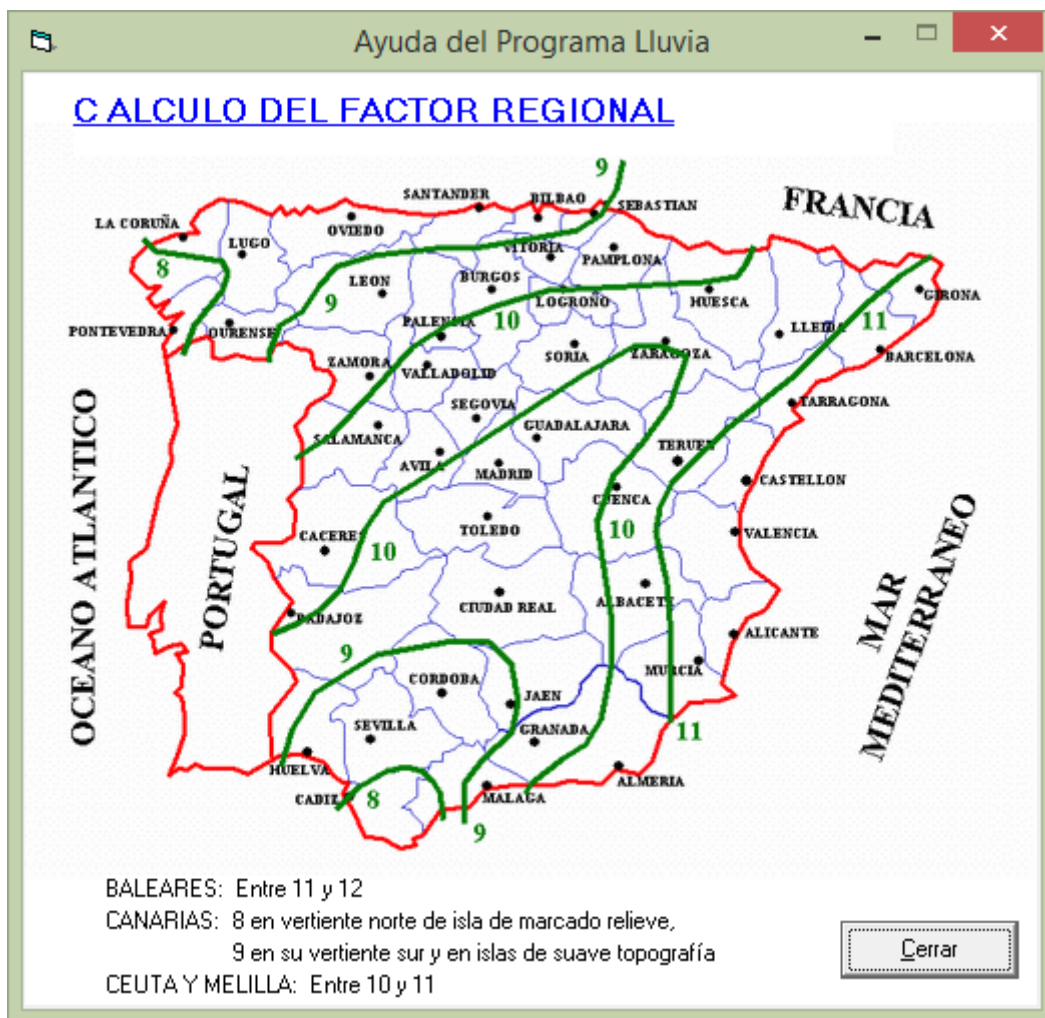 Ayuda del Programa Lluvia
C ALCULO DEL FACTOR REGIONAL
9
SANTANDER
BILBAO
SEBASTIAN
FRANCIA
LA CORUÑA
OVIEDO
LUGO
VITORIA
PAMPLONA
8
LEON
BURGOS
9
LOGROÑO
HUESCA
GIRONA
PONTEVEDRA
OURENSE
PALENCIA
10
LLEIDA
11
ZAMORA
VALLADOLID
SORIA
ZARAGOZA
BARCELONA
SEGOVIA
TARRAGONA
SALAMANCA
GUADALAJARA
AVILA
MADRID
TERUEL
CUENCA
CASTELLON
OCEANO ATLANTICO
PORTUGAL
CACERES
10
TOLEDO
10
VALENCIA
MAR
MEDITERRANEO
BADAJOZ
CIUDAD REAL
ALBACETE
ALICANTE
9
CORDOBA
MURCIA
JAEN
SEVILLA
GRANADA
11
HUELVA
ALMERIA
CADIZ
8
MALAGA
9
BALEARES: Entre 11 y 12
CANARIAS: 8 en vertiente norte de isla de marcado relieve,
9 en su vertiente sur y en islas de suave topografía
CEUTA Y MELILLA: Entre 10 y 11
Cerrar